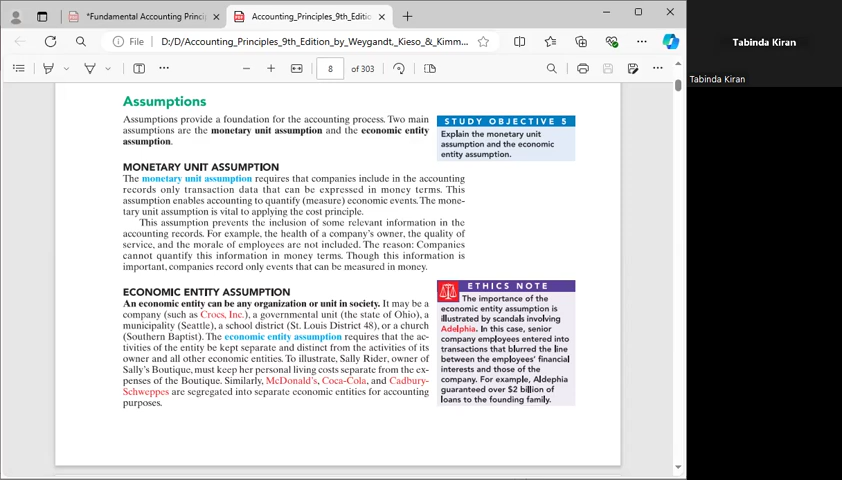 *Fundamental Accounting Princi
Accounting_Principles_9th_Editio
File
D:/D/Accounting_Principles_9th_Edition_by_Weygandt,_Kieso_&_Kimm...
8 of 303
Tabinda Kiran
Tabinda Kiran
Assumptions
Assumptions provide a foundation for the accounting process. Two main
assumptions are the monetary unit assumption and the economic entity
assumption.
STUDY OBJECTIVE 5
Explain the monetary unit
assumption and the economic
entity assumption.
MONETARY UNIT ASSUMPTION
The monetary unit assumption requires that companies include in the accounting
records only transaction data that can be expressed in money terms. This
assumption enables accounting to quantify (measure) economic events. The mone-
tary unit assumption is vital to applying the cost principle.
This assumption prevents the inclusion of some relevant information in the
accounting records. For example, the health of a company's owner, the quality of
service, and the morale of employees are not included. The reason: Companies
cannot quantify this information in money terms. Though this information is
important, companies record only events that can be measured in money.
ECONOMIC ENTITY ASSUMPTION
An economic entity can be any organization or unit in society. It may be a
company (such as Crocs, Inc.), a governmental unit (the state of Ohio), a
municipality (Seattle), a school district (St. Louis District 48), or a church
(Southern Baptist). The economic entity assumption requires that the ac-
tivities of the entity be kept separate and distinct from the activities of its
owner and all other economic entities. To illustrate, Sally Rider, owner of
Sally's Boutique, must keep her personal living costs separate from the ex-
penses of the Boutique. Similarly, McDonald's, Coca-Cola, and Cadbury-
Schweppes are segregated into separate economic entities for accounting
purposes.
ETHICS NOTE
The importance of the
economic entity assumption is
illustrated by scandals involving
Adelphia. In this case, senior
company employees entered into
transactions that blurred the line
between the employees' financial
interests and those of the
company. For example, Aldephia
guaranteed over $2 billion of
loans to the founding family.